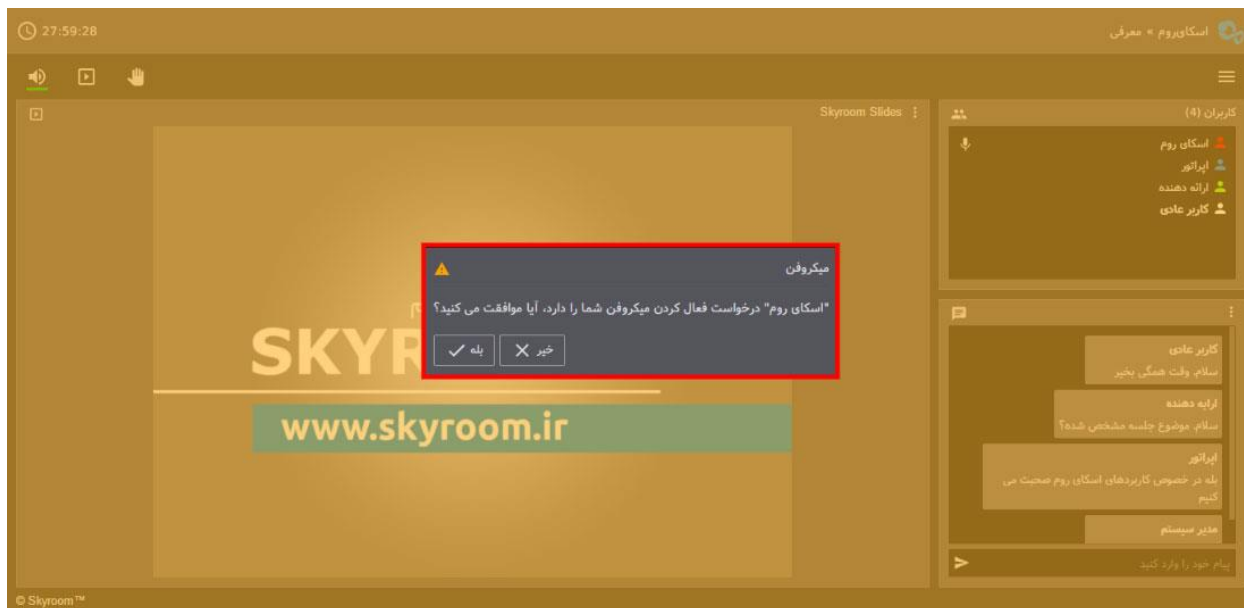 27:59:28
اسکای‌روم » معرفی
Skyroom Slides
کاربران (4)
اسکای روم
اپراتور
ارائه دهنده
کاربر عادی
میکروفن
"اسکای روم" درخواست فعال کردن میکروفن شما را دارد، آیا موافقت می کنید؟
خیر
بله
SKYR
www.skyroom.ir
کاربر عادی
سلام، وقت همگی بخیر
ارایه دهنده
سلام، موضوع جلسه مشخص شده؟
اپراتور
بله در خصوص کاربردهای اسکای روم صحبت می
کنیم
مدیر سیستم
پیام خود را وارد کنید
© Skyroom™